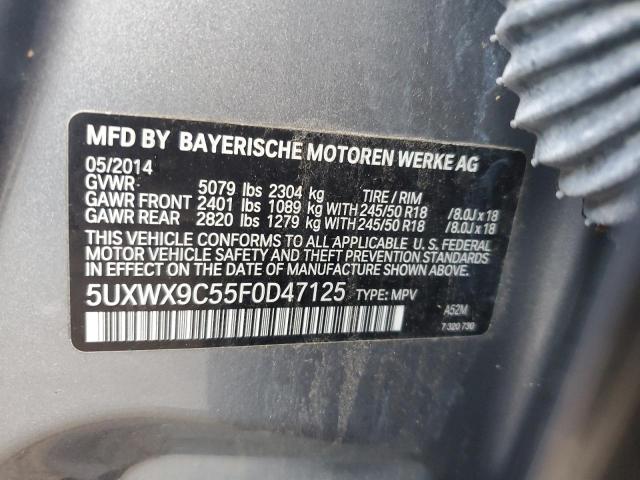 MFD BY BAYERISCHE MOTOREN WERKE AG
05/2014
GVWR 5079 lbs 2304 kg TIRE / RIM
GAWR FRONT 2401 lbs 1089 kg WITH 245/50 R18 /8.0J x 18
GAWR REAR 2820 lbs 1279 kg WITH 245/50 R18 /8.0J x 18
THIS VEHICLE CONFORMS TO ALL APPLICABLE U. S. FEDERAL
MOTOR VEHICLE SAFETY AND THEFT PREVENTION STANDARDS
IN EFFECT ON THE DATE OF MANUFACTURE SHOWN ABOVE.
5UXWX9C55F0D47125 TYPE: MPV
A52M
7 320 730